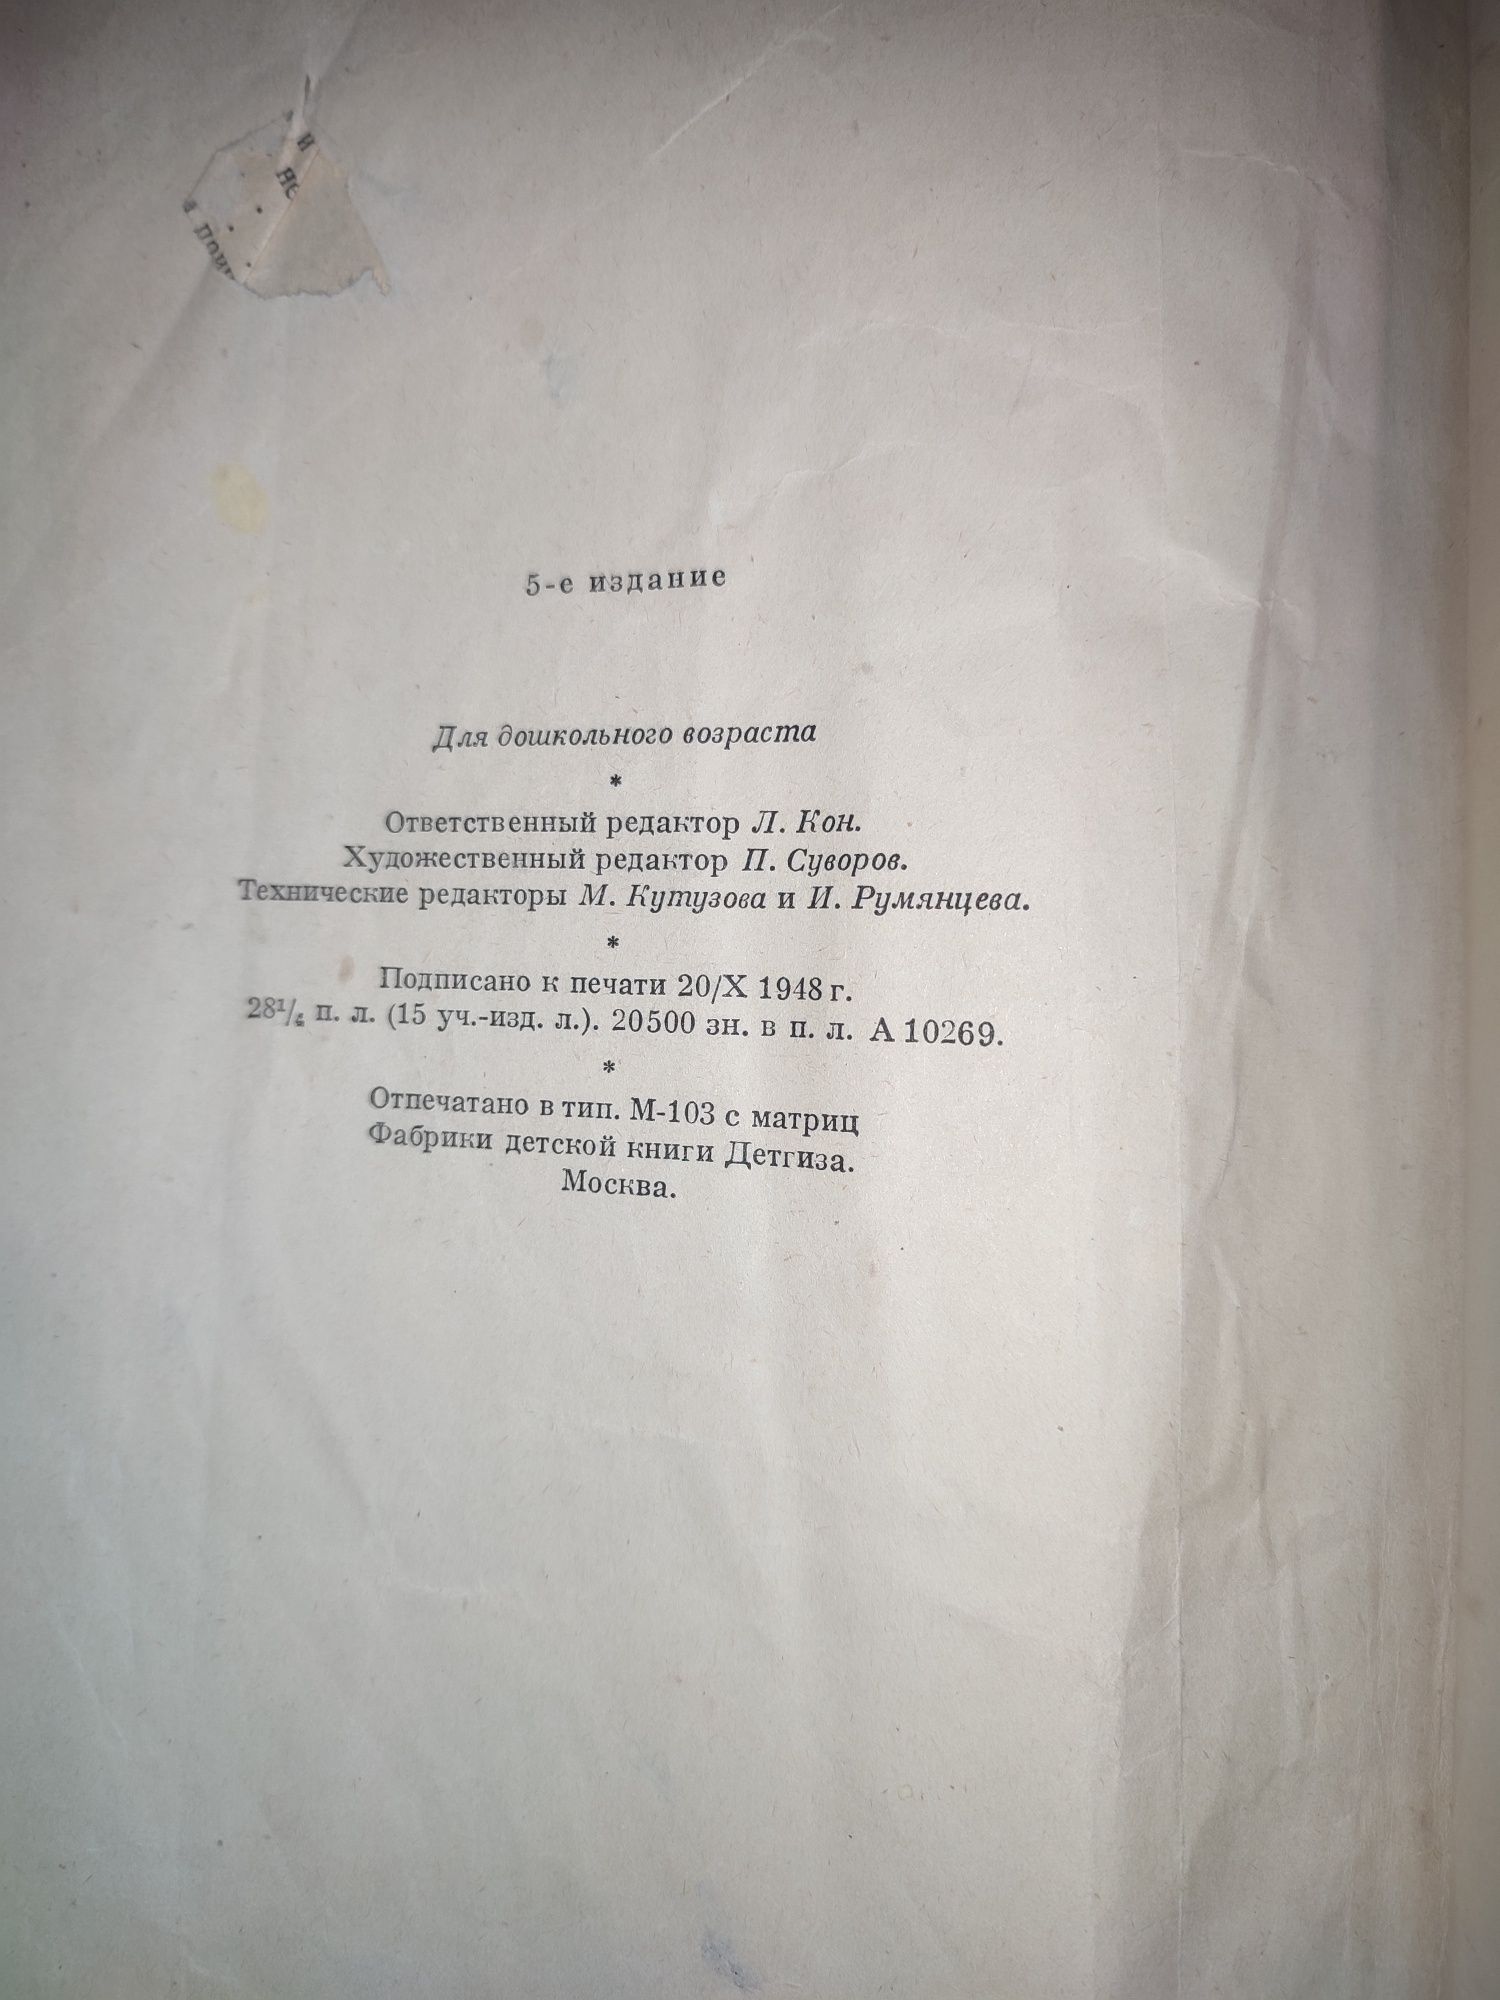 и
не
5-е издание
Для дошкольного возраста
*
Ответственный редактор Л. Кон.
Художественный редактор П. Суворов.
Технические редакторы М. Кутузова и И. Румянцева.
*
Подписано к печати 20/X 1948 г.
28¹/₄ п. л. (15 уч.-изд. л.). 20500 зн. в п. л. А 10269.
*
Отпечатано в тип. М-103 с матриц
Фабрики детской книги Детгиза.
Москва.